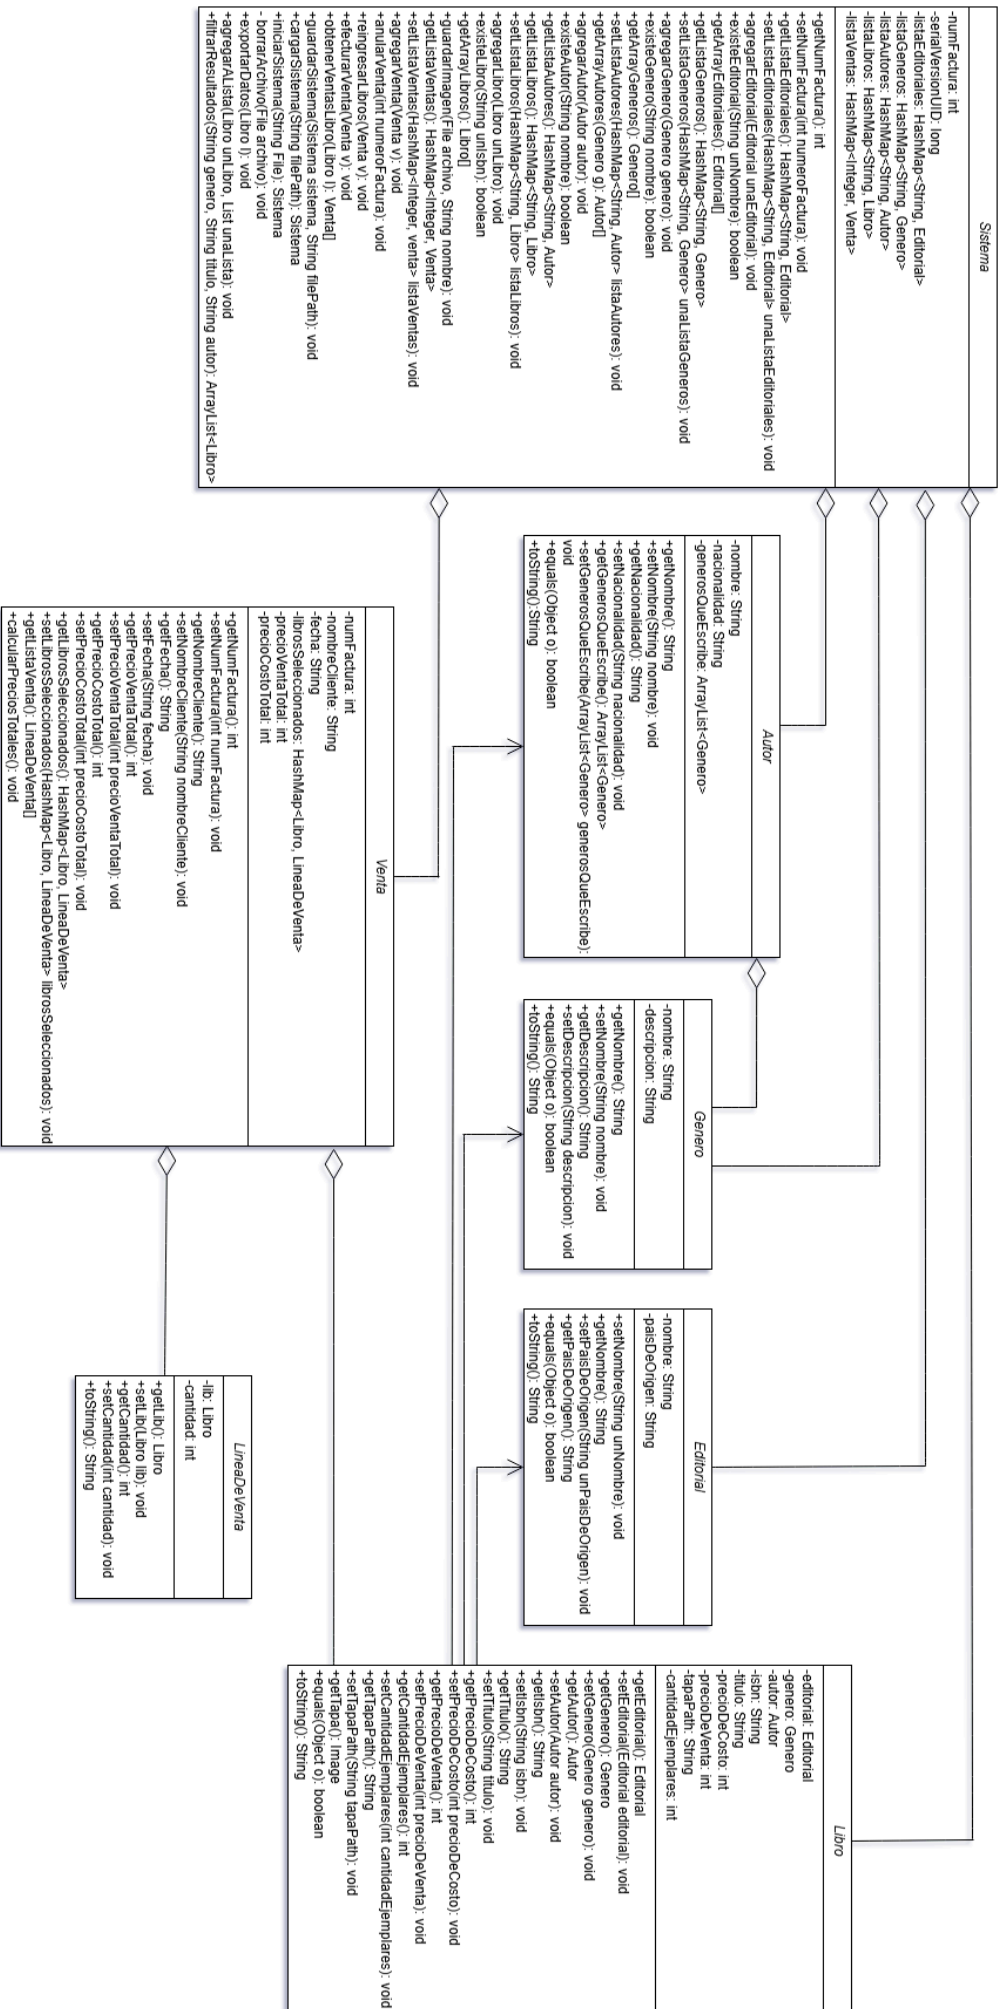 Sistema
-numFactura: int
-serialVersionUID: long
-listaEditoriales: HashMap<String, Editorial>
-listaGeneros: HashMap<String, Genero>
-listaAutores: HashMap<String, Autor>
-listaLibros: HashMap<String, Libro>
-listaVentas: HashMap<Integer, Venta>
+getNumFactura(): int
+setNumFactura(int numeroFactura): void
+getListaEditoriales(): HashMap<String, Editorial>
+setListaEditoriales(HashMap<String, Editorial> unaListaEditoriales): void
+agregarEditorial(Editorial unaEditorial): void
+existeEditorial(String unNombre): boolean
+getArrayEditoriales(): Editorial[]
+getListaGeneros(): HashMap<String, Genero>
+setListaGeneros(HashMap<String, Genero> unaListaGeneros): void
+agregarGenero(Genero genero): void
+existeGenero(String nombre): boolean
+getArrayGeneros(): Genero[]
+setListaAutores(HashMap<String, Autor> listaAutores): void
+getArrayAutores(Genero g): Autor[]
+agregarAutor(Autor autor): void
+existeAutor(String nombre): boolean
+getListaAutores(): HashMap<String, Autor>
+getListaLibros(): HashMap<String, Libro>
+setListaLibros(HashMap<String, Libro> listaLibros): void
+agregarLibro(Libro unLibro): void
+existeLibro(String unIsbn): boolean
+getArrayLibros(): Libro[]
+guardarImagen(File archivo, String nombre): void
+getListaVentas(): HashMap<Integer, Venta>
+setListaVentas(HashMap<Integer, venta> listaVentas): void
+agregarVenta(Venta v): void
+anularVenta(int numeroFactura): void
+reingresarLibros(Venta v): void
+efecturarVenta(Venta v): void
+obtenerVentasLibro(Libro l): Venta[]
+guardarSistema(Sistema sistema, String filePath): void
+cargarSistema(String filePath): Sistema
+iniciarSistema(String File): Sistema
- borrarArchivo(File archivo): void
+exportarDatos(Libro l): void
+agregarALista(Libro unLibro, List unaLista): void
+filtrarResultados(String genero, String titulo, String autor): ArrayList<Libro>
Autor
-nombre: String
-nacionalidad: String
-generosQueEscribe: ArrayList<Genero>
+getNombre(): String
+setNombre(String nombre): void
+getNacionalidad(): String
+setNacionalidad(String nacionalidad): void
+getGenerosQueEscribe(): ArrayList<Genero>
+setGenerosQueEscribe(ArrayList<Genero> generosQueEscribe):
void
+equals(Object o): boolean
+toString():String
Genero
-nombre: String
-descripcion: String
+getNombre(): String
+setNombre(String nombre): void
+getDescripcion(): String
+setDescripcion(String descripcion): void
+equals(Object o): boolean
+toString(): String
Editorial
-nombre: String
-paisDeOrigen: String
+setNombre(String unNombre): void
+getNombre(): String
+setPaisDeOrigen(String unPaisDeOrigen): void
+getPaisDeOrigen(): String
+equals(Object o): boolean
+toString(): String
Libro
-editorial: Editorial
-genero: Genero
-autor: Autor
-isbn: String
-titulo: String
-precioDeCosto: int
-precioDeVenta: int
-tapaPath: String
-cantidadEjemplares: int
+getEditorial(): Editorial
+setEditorial(Editorial editorial): void
+getGenero(): Genero
+setGenero(Genero genero): void
+getAutor(): Autor
+setAutor(Autor autor): void
+getIsbn(): String
+setIsbn(String isbn): void
+getTitulo(): String
+setTitulo(String titulo): void
+getPrecioDeCosto(): int
+setPrecioDeCosto(int precioDeCosto): void
+getPrecioDeVenta(): int
+setPrecioDeVenta(int precioDeVenta): void
+getCantidadEjemplares(): int
+setCantidadEjemplares(int cantidadEjemplares): void
+getTapaPath(): String
+setTapaPath(String tapaPath): void
+getTapa(): Image
+equals(Object o): boolean
+toString(): String
Venta
-numFactura: int
-nombreCliente: String
-fecha: String
-librosSeleccionados: HashMap<Libro, LineaDeVenta>
-precioVentaTotal: int
-precioCostoTotal: int
+getNumFactura(): int
+setNumFactura(int numFactura): void
+getNombreCliente(): String
+setNombreCliente(String nombreCliente): void
+getFecha(): String
+setFecha(String fecha): void
+getPrecioVentaTotal(): int
+setPrecioVentaTotal(int precioVentaTotal): void
+getPrecioCostoTotal(): int
+setPrecioCostoTotal(int precioCostoTotal): void
+getLibrosSeleccionados(): HashMap<Libro, LineaDeVenta>
+setLibrosSeleccionados(HashMap<Libro, LineaDeVenta> librosSeleccionados): void
+getListaVenta(): LineaDeVenta[]
+calcularPreciosTotales(): void
LineaDeVenta
-lib: Libro
-cantidad: int
+getLib(): Libro
+setLib(Libro lib): void
+getCantidad(): int
+setCantidad(int cantidad): void
+toString(): String